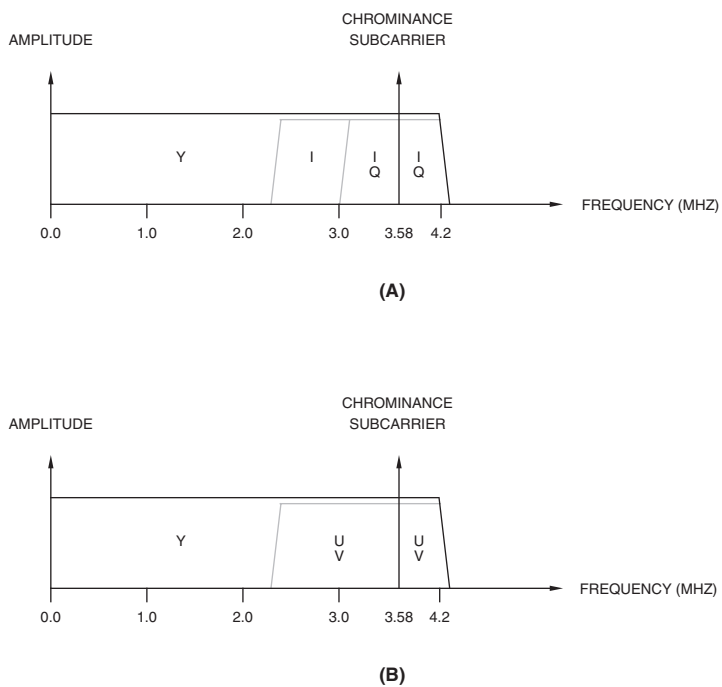 CHROMINANCE
SUBCARRIER
AMPLITUDE
Y
I
I
Q
I
Q
FREQUENCY (MHZ)
0.0 1.0 2.0 3.0 3.58 4.2
(A)
CHROMINANCE
SUBCARRIER
AMPLITUDE
Y
U
V
U
V
FREQUENCY (MHZ)
0.0 1.0 2.0 3.0 3.58 4.2
(B)